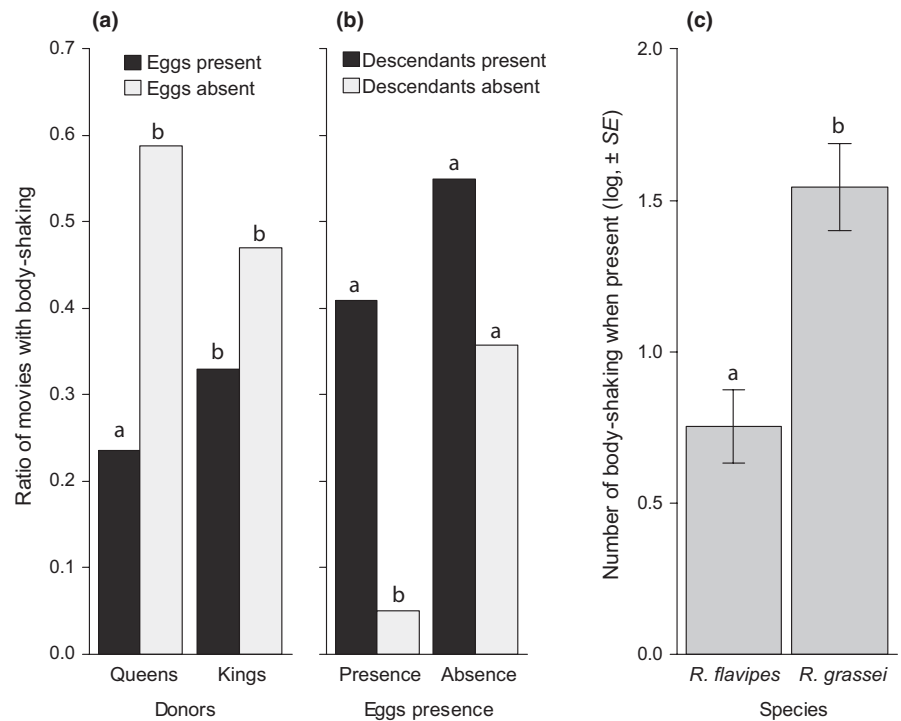 (a)
Ratio of movies with body-shaking
0.7
0.6
0.5
0.4
0.3
0.2
0.1
0.0
Eggs present
Eggs absent
a
b
b
b
Queens
Kings
Donors
(b)
Descendants present
Descendants absent
a
b
a
a
Presence
Absence
Eggs presence
(c)
Number of body-shaking when present (log, ± SE)
2.0
1.5
1.0
0.5
0.0
a
b
R. flavipes
R. grassei
Species